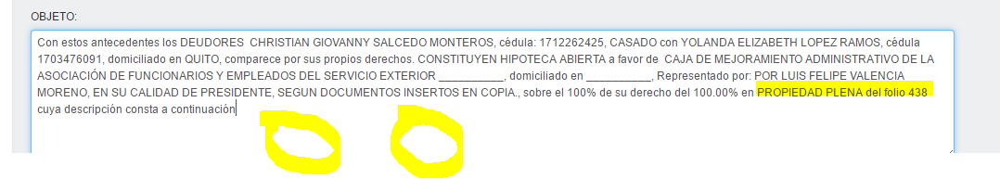 OBJETO:
Con estos antecedentes los DEUDORES  CHRISTIAN GIOVANNY SALCEDO MONTEROS, cédula: 1712262425, CASADO con YOLANDA ELIZABETH LOPEZ RAMOS, cédula
1703476091, domiciliado en QUITO, comparece por sus propios derechos. CONSTITUYEN HIPOTECA ABIERTA a favor de  CAJA DE MEJORAMIENTO ADMINISTRATIVO DE LA
ASOCIACIÓN DE FUNCIONARIOS Y EMPLEADOS DEL SERVICIO EXTERIOR __________, domiciliado en __________, Representado por: POR LUIS FELIPE VALENCIA
MORENO, EN SU CALIDAD DE PRESIDENTE, SEGUN DOCUMENTOS INSERTOS EN COPIA., sobre el 100% de su derecho del 100.00% en PROPIEDAD PLENA del folio 438
cuya descripción consta a continuación